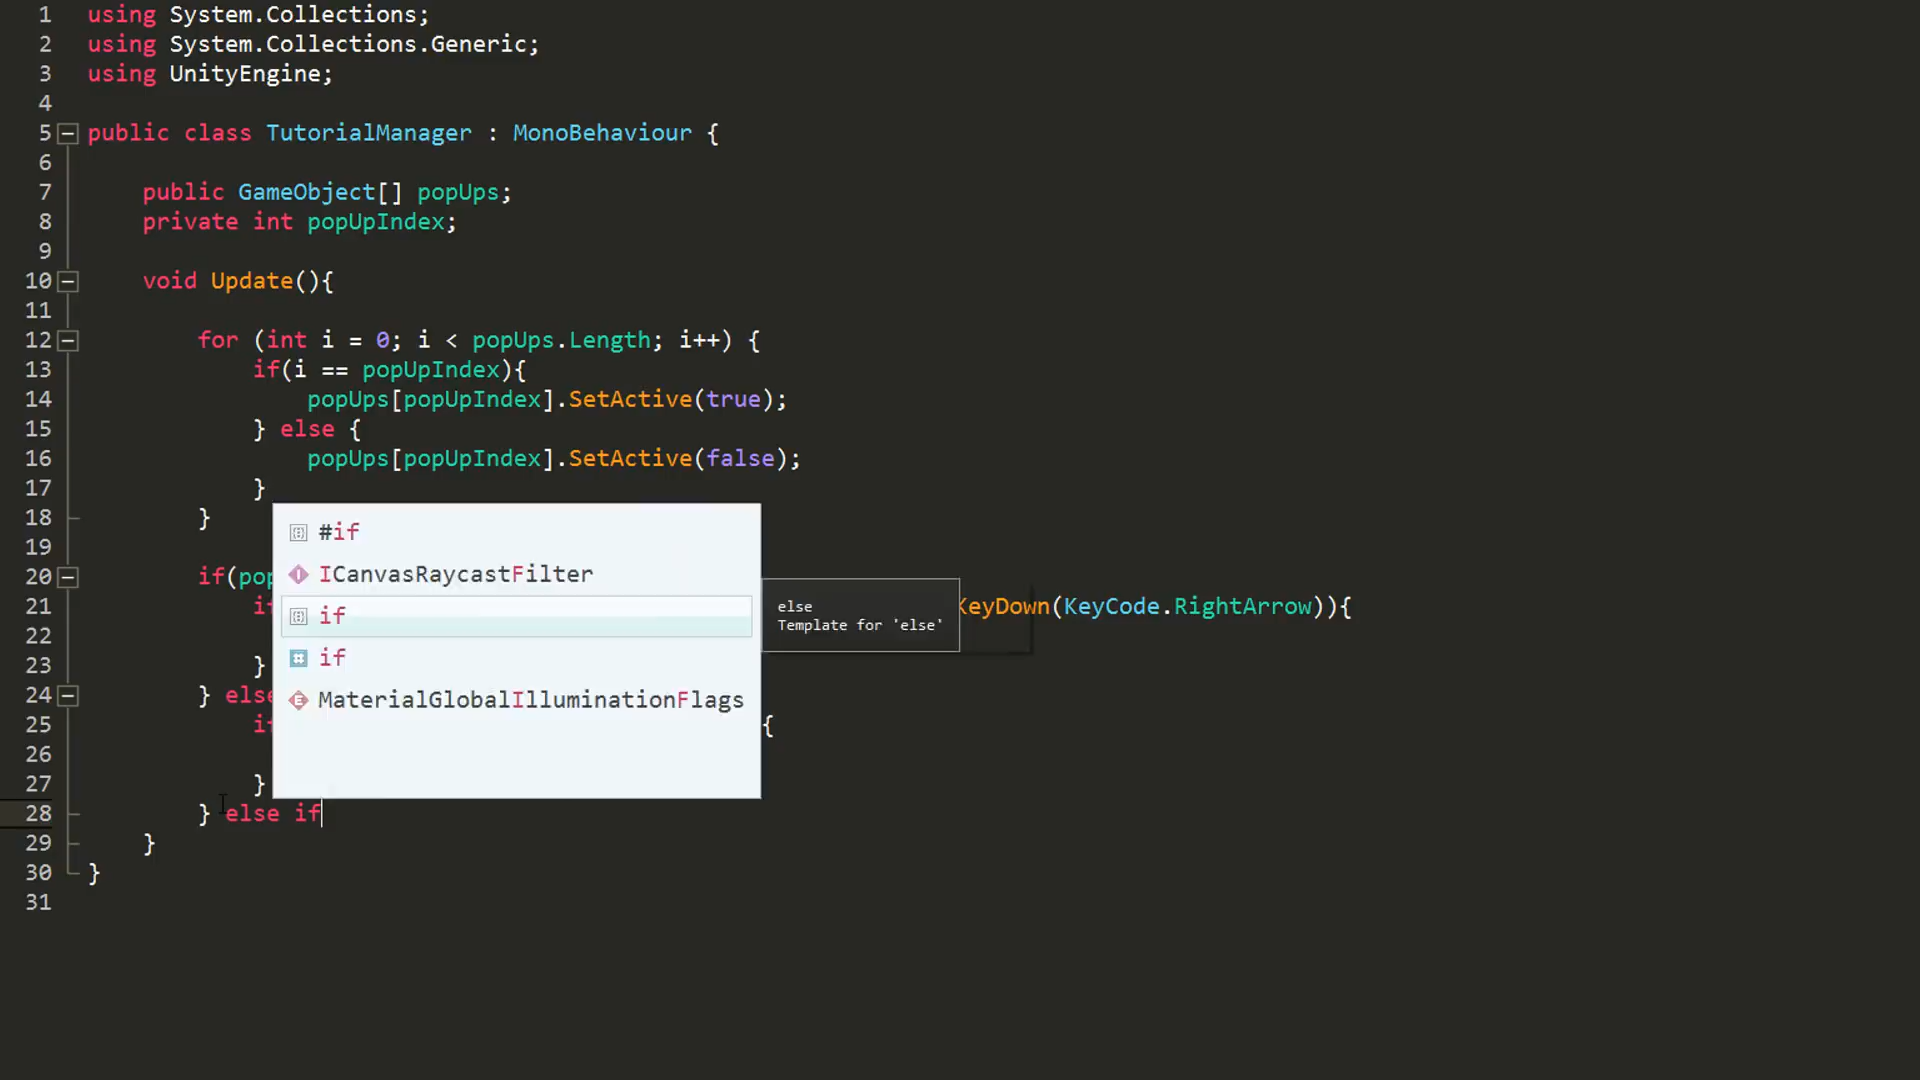 1 using System.Collections;
2 using System.Collections.Generic;
3 using UnityEngine;
4
5 public class TutorialManager : MonoBehaviour {
6
7 public GameObject[] popUps;
8 private int popUpIndex;
9
10 void Update(){
11
12 for (int i = 0; i < popUps.Length; i++) {
13 if(i == popUpIndex){
14 popUps[popUpIndex].SetActive(true);
15 } else {
16 popUps[popUpIndex].SetActive(false);
17 }
18 }
#if
19
ICanvasRaycastFilter
20 if(pop
21 if KeyDown(KeyCode.RightArrow)){
if
else
Template for 'else'
22
if
23 }
24 } else
MaterialGlobalIlluminationFlags
25 if {
26
27 }
28 } else if
29 }
30 }
31